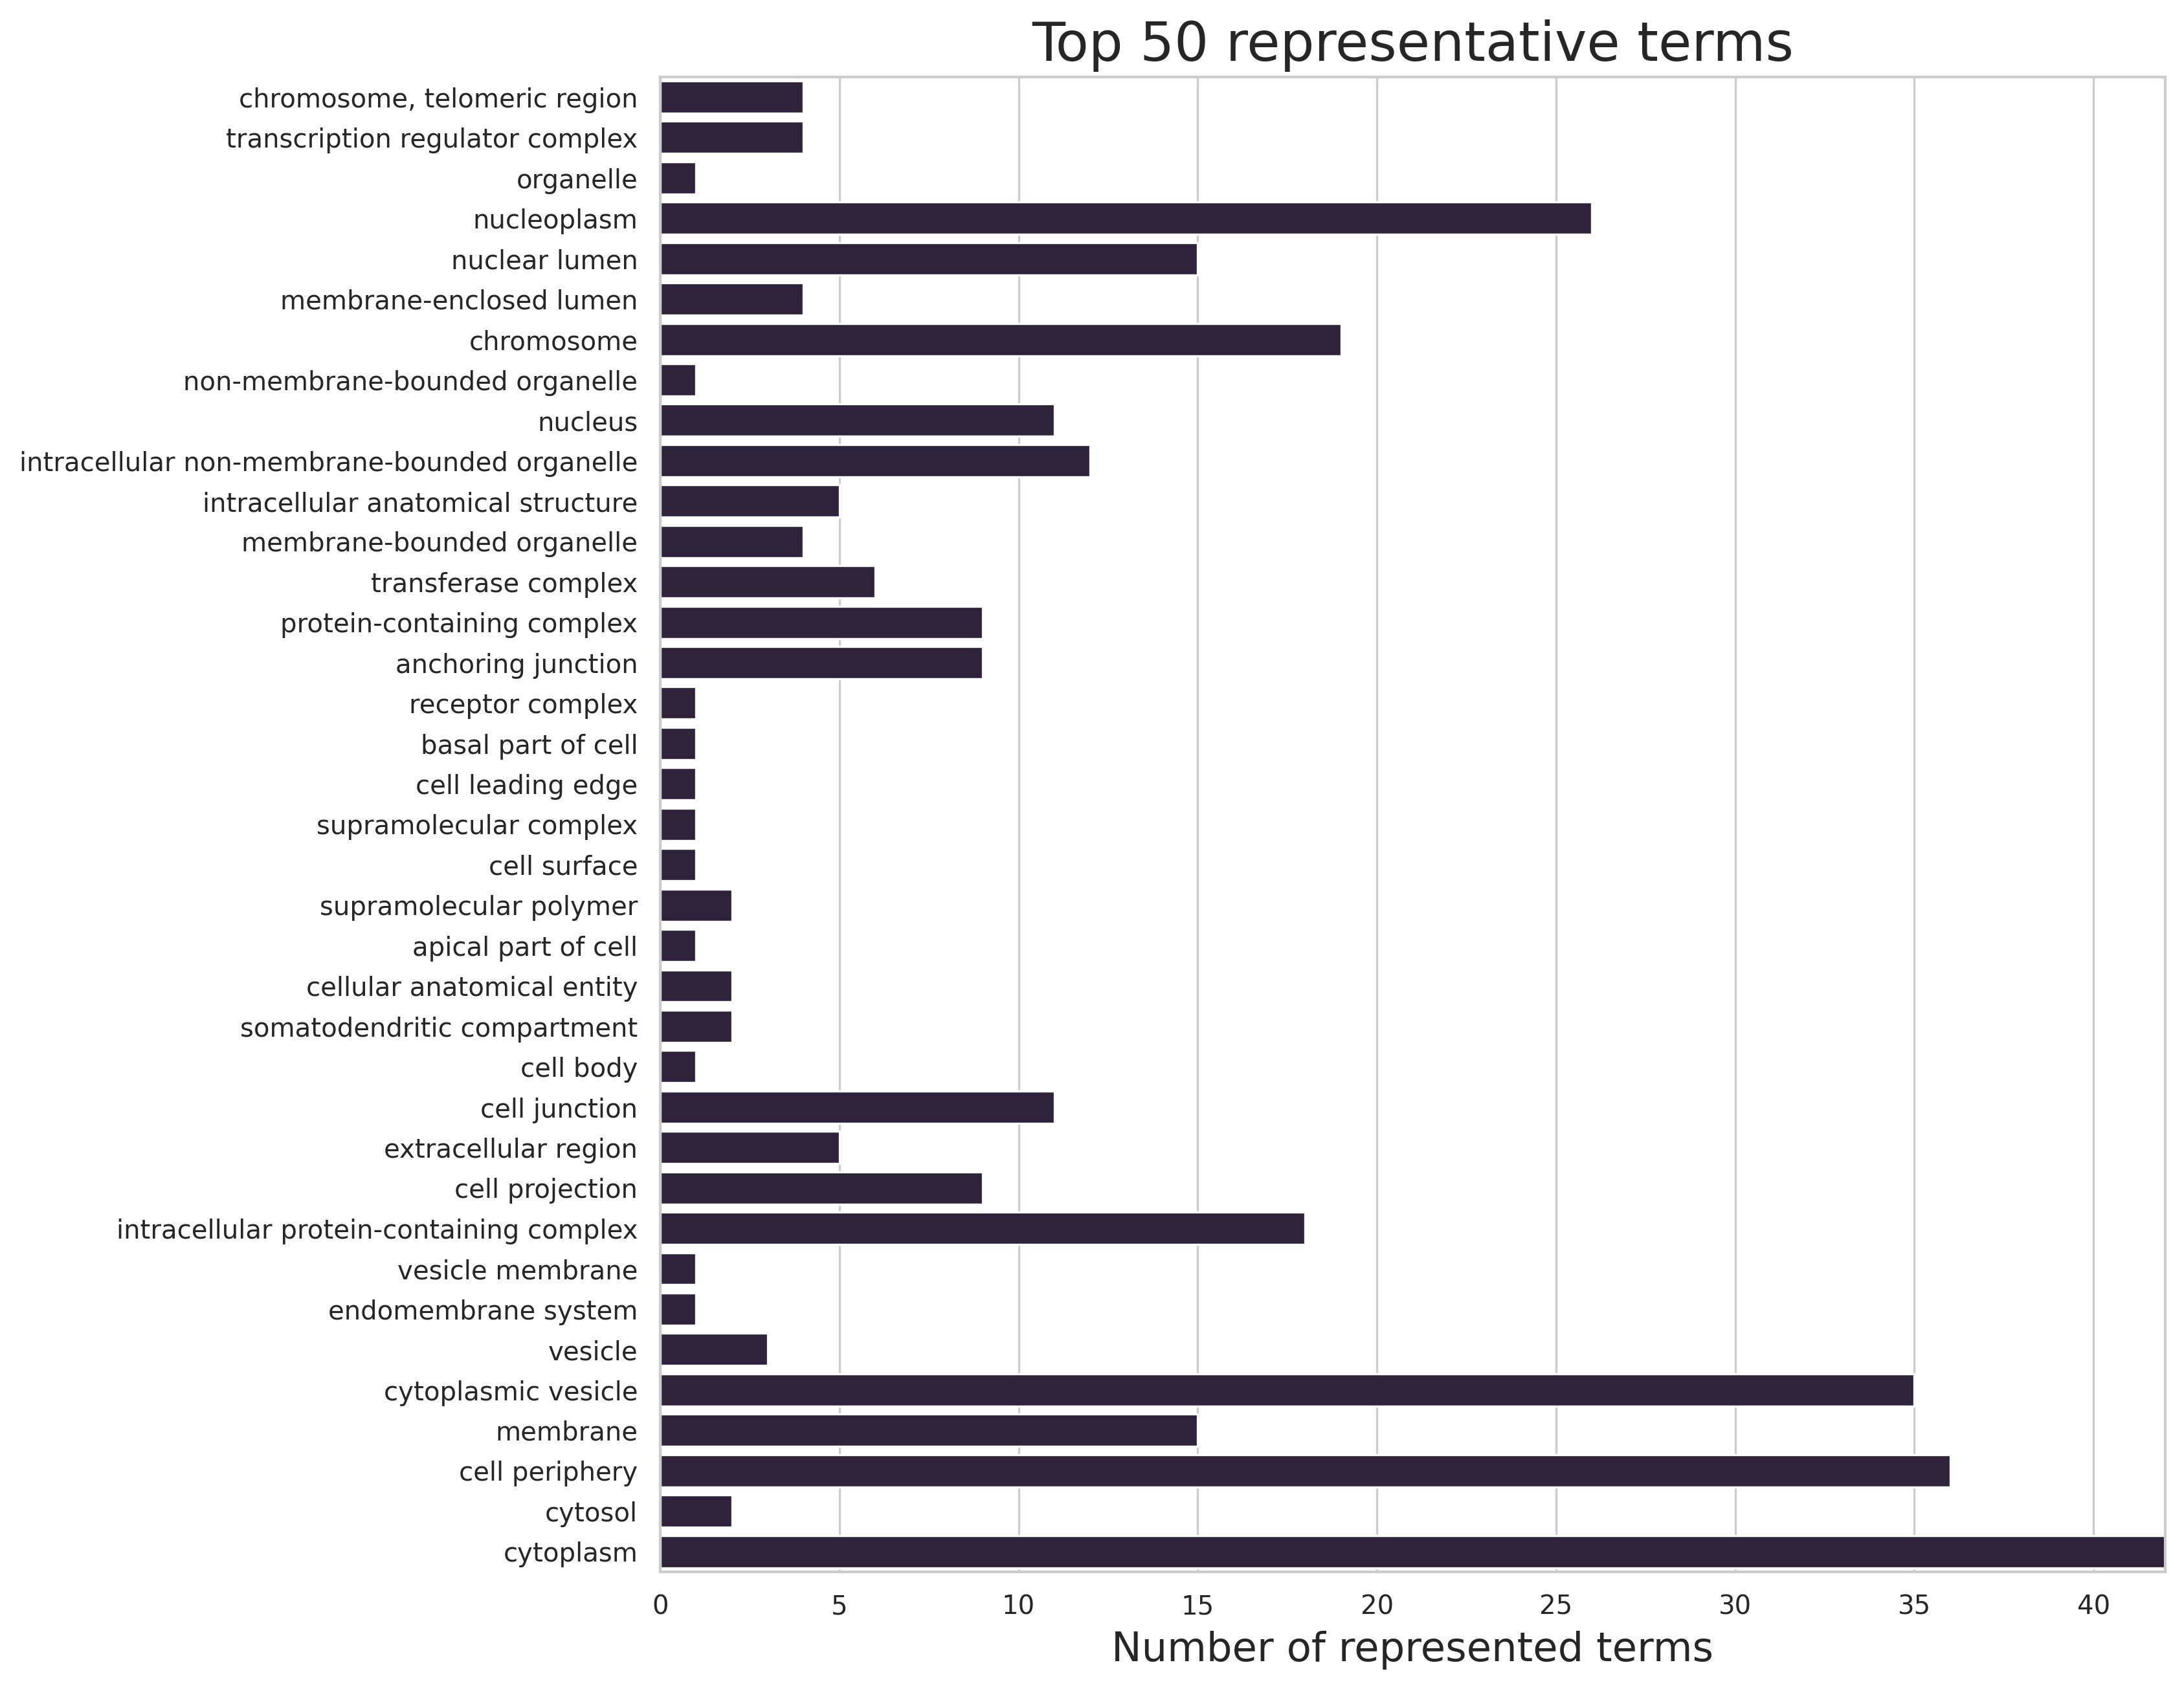 Top 50 representative terms
chromosome, telomeric region
transcription regulator complex
organelle
nucleoplasm
nuclear lumen
membrane-enclosed lumen
chromosome
non-membrane-bounded organelle
nucleus
intracellular non-membrane-bounded organelle
intracellular anatomical structure
membrane-bounded organelle
transferase complex
protein-containing complex
anchoring junction
receptor complex
basal part of cell
cell leading edge
supramolecular complex
cell surface
supramolecular polymer
apical part of cell
cellular anatomical entity
somatodendritic compartment
cell body
cell junction
extracellular region
cell projection
intracellular protein-containing complex
vesicle membrane
endomembrane system
vesicle
cytoplasmic vesicle
membrane
cell periphery
cytosol
cytoplasm
0 5 10 15 20 25 30 35 40
Number of represented terms